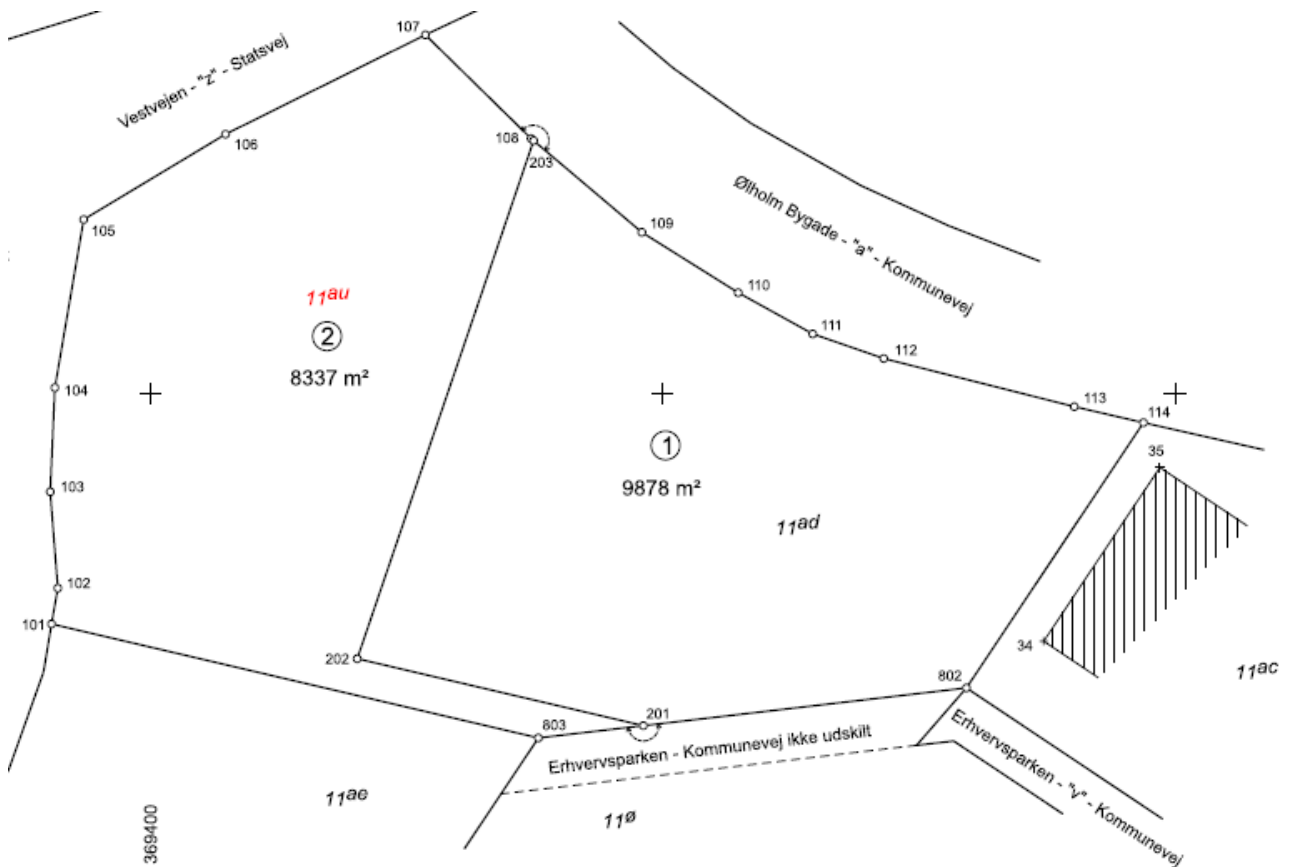 107
Vestvejen - "z" - Statsvej
106
108
203
105
109
Ølholm Bygade - "a" - Kommunevej
110
11au
2
8337 m²
111
112
104
113
114
1
35
9878 m²
103
11ad
102
101
34
202
802
11ac
201
803
Erhvervsparken - Kommunevej ikke udskilt
Erhvervsparken - "v" - Kommunevej
11ae
11ø
369400